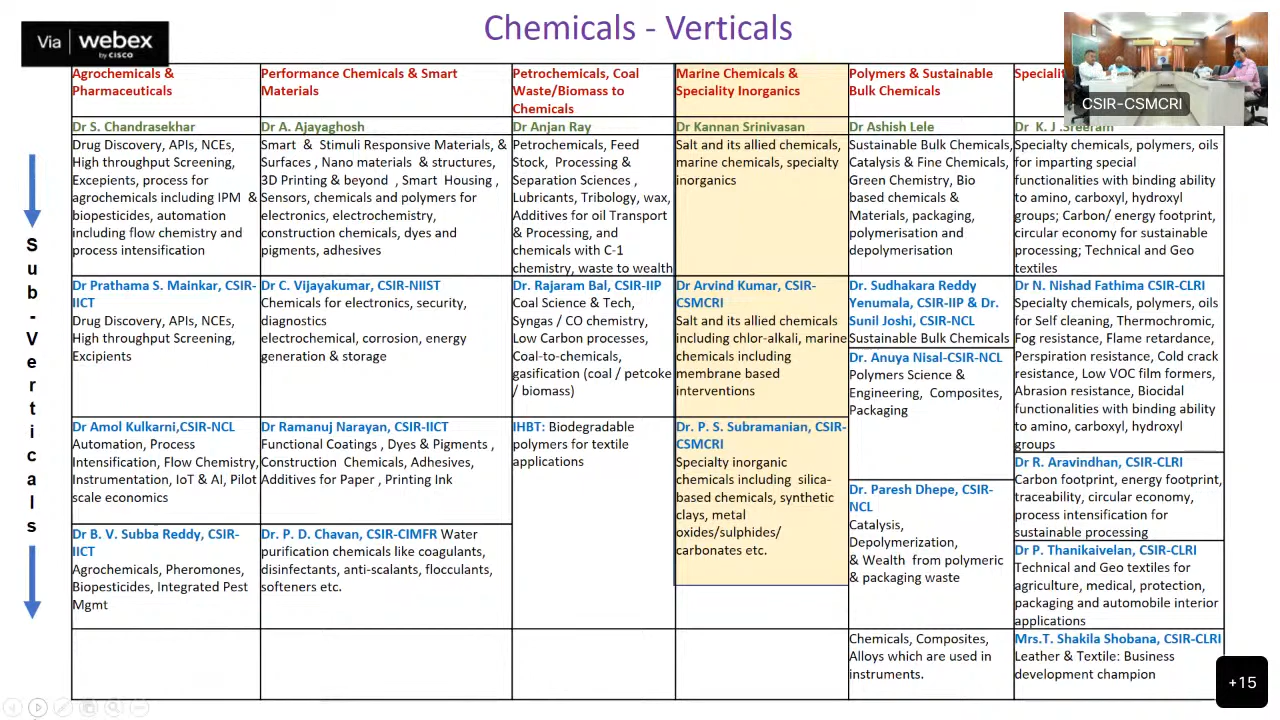 Chemicals - Verticals
Via webex
by CISCO
CSIR-CSMCRI
Sub-Verticals
Agrochemicals &
Pharmaceuticals
Dr S. Chandrasekhar
Drug Discovery, APIs, NCEs,
High throughput Screening,
Excepients, process for
agrochemicals including IPM &
biopesticides, automation
including flow chemistry and
process intensification
Dr Prathama S. Mainkar, CSIR-
IICT
Drug Discovery, APIs, NCEs,
High throughput Screening,
Excipients
Dr Amol Kulkarni,CSIR-NCL
Automation, Process
Intensification, Flow Chemistry,
Instrumentation, IoT & AI, Pilot
scale economics
Dr B. V. Subba Reddy, CSIR-
IICT
Agrochemicals, Pheromones,
Biopesticides, Integrated Pest
Mgmt
Performance Chemicals & Smart
Materials
Dr A. Ajayaghosh
Smart & Stimuli Responsive Materials, &
Surfaces , Nano materials & structures,
3D Printing & beyond , Smart Housing ,
Sensors, chemicals and polymers for
electronics, electrochemistry,
construction chemicals, dyes and
pigments, adhesives
Dr C. Vijayakumar, CSIR-NIIST
Chemicals for electronics, security,
diagnostics
electrochemical, corrosion, energy
generation & storage
Dr Ramanuj Narayan, CSIR-IICT
Functional Coatings , Dyes & Pigments ,
Construction Chemicals, Adhesives,
Additives for Paper , Printing Ink
Dr. P. D. Chavan, CSIR-CIMFR Water
purification chemicals like coagulants,
disinfectants, anti-scalants, flocculants,
softeners etc.
Petrochemicals, Coal
Waste/Biomass to
Chemicals
Dr Anjan Ray
Petrochemicals, Feed
Stock, Processing &
Separation Sciences ,
Lubricants, Tribology, wax,
Additives for oil Transport
& Processing, and
chemicals with C-1
chemistry, waste to wealth
Dr. Rajaram Bal, CSIR-IIP
Coal Science & Tech,
Syngas / CO chemistry,
Low Carbon processes,
Coal-to-chemicals,
gasification (coal / petcoke
/ biomass)
IHBT: Biodegradable
polymers for textile
applications
Marine Chemicals &
Speciality Inorganics
Dr Kannan Srinivasan
Salt and its allied chemicals,
marine chemicals, specialty
inorganics
Dr Arvind Kumar, CSIR-
CSMCRI
Salt and its allied chemicals
including chlor-alkali, marine
chemicals including
membrane based
interventions
Dr. P. S. Subramanian, CSIR-
CSMCRI
Specialty inorganic
chemicals including silica-
based chemicals, synthetic
clays, metal
oxides/sulphides/
carbonates etc.
Polymers & Sustainable
Bulk Chemicals
Dr Ashish Lele
Sustainable Bulk Chemicals,
Catalysis & Fine Chemicals,
Green Chemistry, Bio
based chemicals &
Materials, packaging,
polymerisation and
depolymerisation
Dr. Sudhakara Reddy
Yenumala, CSIR-IIP & Dr.
Sunil Joshi, CSIR-NCL
Sustainable Bulk Chemicals
Dr. Anuya Nisal-CSIR-NCL
Polymers Science &
Engineering, Composites,
Packaging
Dr. Paresh Dhepe, CSIR-
NCL
Catalysis,
Depolymerization,
& Wealth from polymeric
& packaging waste
Chemicals, Composites,
Alloys which are used in
instruments.
Dr K. J .Sreeram
Specialty chemicals, polymers, oils
for imparting special
functionalities with binding ability
to amino, carboxyl, hydroxyl
groups; Carbon/ energy footprint,
circular economy for sustainable
processing; Technical and Geo
textiles
Dr N. Nishad Fathima CSIR-CLRI
Specialty chemicals, polymers, oils
for Self cleaning, Thermochromic,
Fog resistance, Flame retardance,
Perspiration resistance, Cold crack
resistance, Low VOC film formers,
Abrasion resistance, Biocidal
functionalities with binding ability
to amino, carboxyl, hydroxyl
groups
Dr R. Aravindhan, CSIR-CLRI
Carbon footprint, energy footprint,
traceability, circular economy,
process intensification for
sustainable processing
Dr P. Thanikaivelan, CSIR-CLRI
Technical and Geo textiles for
agriculture, medical, protection,
packaging and automobile interior
applications
Mrs.T. Shakila Shobana, CSIR-CLRI
Leather & Textile: Business
development champion
+15